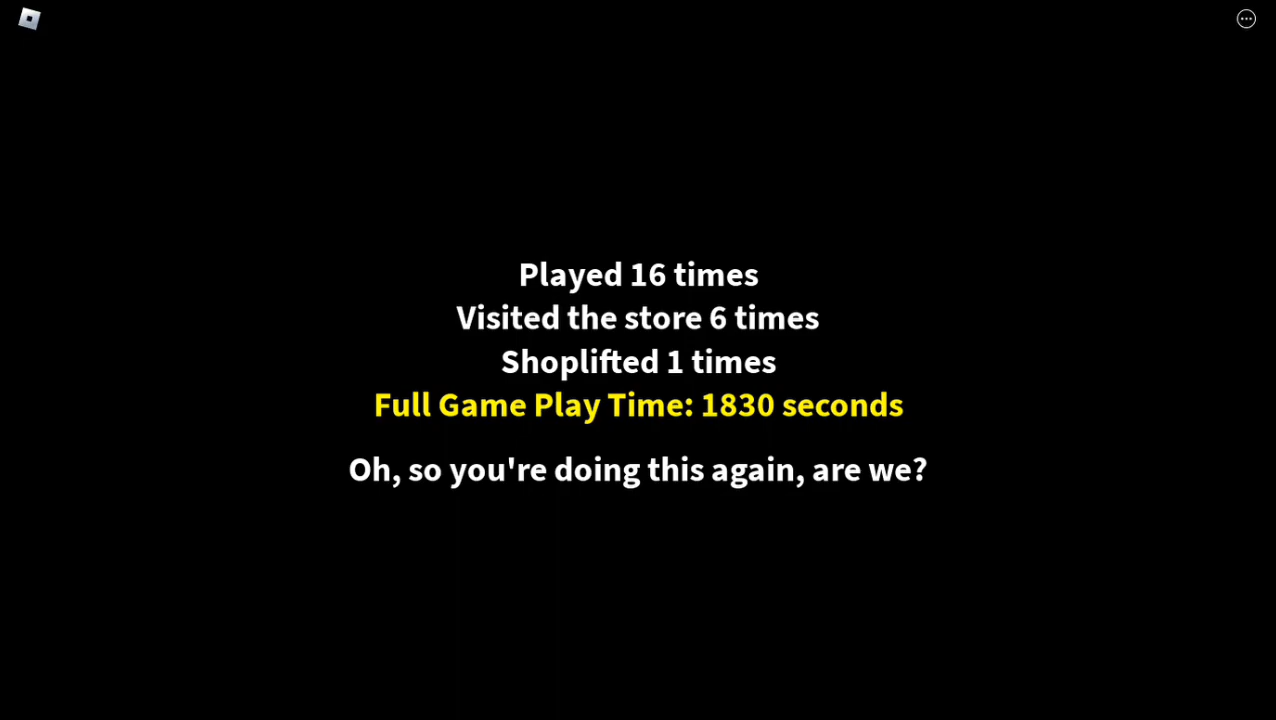 Played 16 times
Visited the store 6 times
Shoplifted 1 times
Full Game Play Time: 1830 seconds
Oh, so you're doing this again, are we?